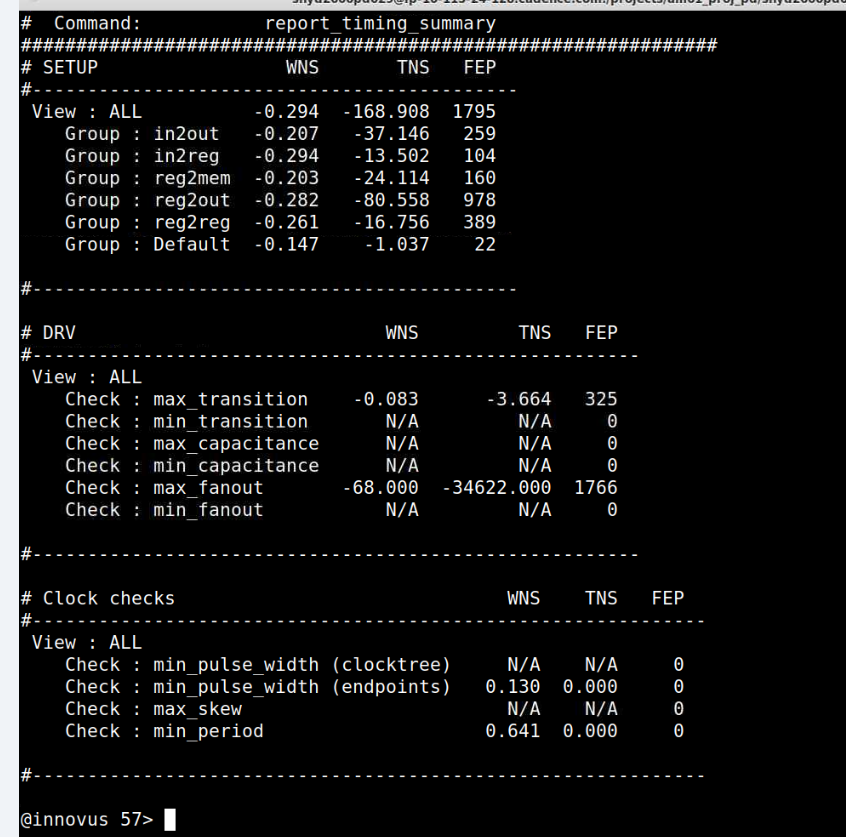 #  Command:           report_timing_summary
###############################################################
# SETUP                 WNS       TNS   FEP
#--------------------------------------------
 View : ALL          -0.294  -168.908  1795
    Group : in2out   -0.207   -37.146   259
    Group : in2reg   -0.294   -13.502   104
    Group : reg2mem  -0.203   -24.114   160
    Group : reg2out  -0.282   -80.558   978
    Group : reg2reg  -0.261   -16.756   389
    Group : Default  -0.147    -1.037    22
#--------------------------------------------
# DRV                            WNS         TNS   FEP
#-------------------------------------------------------
 View : ALL
    Check : max_transition    -0.083      -3.664   325
    Check : min_transition       N/A         N/A     0
    Check : max_capacitance      N/A         N/A     0
    Check : min_capacitance      N/A         N/A     0
    Check : max_fanout       -68.000  -34622.000  1766
    Check : min_fanout           N/A         N/A     0
#-------------------------------------------------------
# Clock checks                              WNS    TNS   FEP
#-------------------------------------------------------------
 View : ALL
    Check : min_pulse_width (clocktree)     N/A    N/A     0
    Check : min_pulse_width (endpoints)   0.130  0.000     0
    Check : max_skew                        N/A    N/A     0
    Check : min_period                    0.641  0.000     0
#-------------------------------------------------------------
@innovus 57>